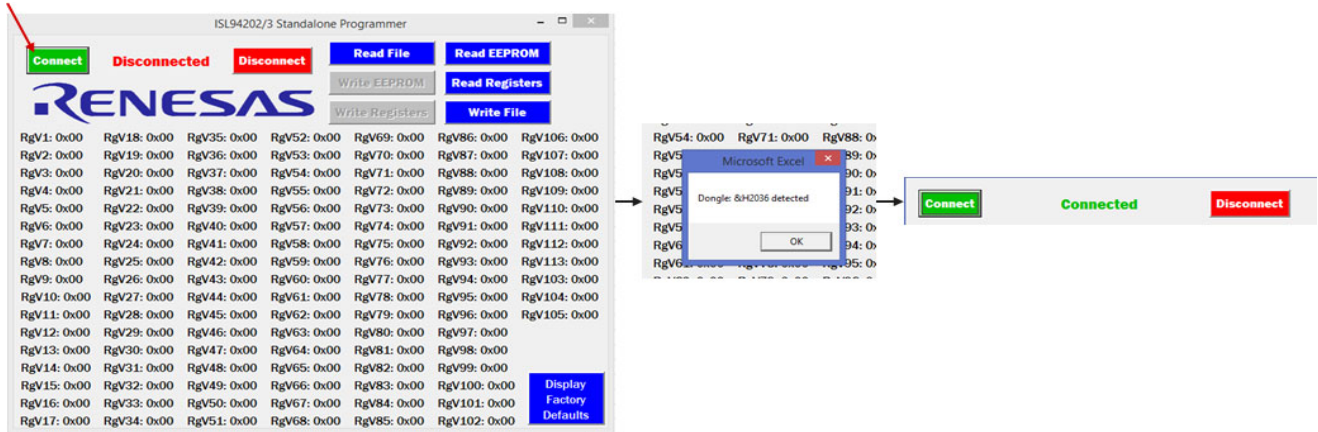 ISL94202/3 Standalone Programmer
Connect Disconnected Disconnect Read File Read EEPROM
Write EEPROM Read Registers
RENESAS Write Registers Write File
RgV1: 0x00 RgV18: 0x00 RgV35: 0x00 RgV52: 0x00 RgV69: 0x00 RgV86: 0x00 RgV106: 0x00
RgV2: 0x00 RgV19: 0x00 RgV36: 0x00 RgV53: 0x00 RgV70: 0x00 RgV87: 0x00 RgV107: 0x00
RgV3: 0x00 RgV20: 0x00 RgV37: 0x00 RgV54: 0x00 RgV71: 0x00 RgV88: 0x00 RgV108: 0x00
RgV4: 0x00 RgV21: 0x00 RgV38: 0x00 RgV55: 0x00 RgV72: 0x00 RgV89: 0x00 RgV109: 0x00
RgV5: 0x00 RgV22: 0x00 RgV39: 0x00 RgV56: 0x00 RgV73: 0x00 RgV90: 0x00 RgV110: 0x00
RgV6: 0x00 RgV23: 0x00 RgV40: 0x00 RgV57: 0x00 RgV74: 0x00 RgV91: 0x00 RgV111: 0x00
RgV7: 0x00 RgV24: 0x00 RgV41: 0x00 RgV58: 0x00 RgV75: 0x00 RgV92: 0x00 RgV112: 0x00
RgV8: 0x00 RgV25: 0x00 RgV42: 0x00 RgV59: 0x00 RgV76: 0x00 RgV93: 0x00 RgV113: 0x00
RgV9: 0x00 RgV26: 0x00 RgV43: 0x00 RgV60: 0x00 RgV77: 0x00 RgV94: 0x00 RgV103: 0x00
RgV10: 0x00 RgV27: 0x00 RgV44: 0x00 RgV61: 0x00 RgV78: 0x00 RgV95: 0x00 RgV104: 0x00
RgV11: 0x00 RgV28: 0x00 RgV45: 0x00 RgV62: 0x00 RgV79: 0x00 RgV96: 0x00 RgV105: 0x00
RgV12: 0x00 RgV29: 0x00 RgV46: 0x00 RgV63: 0x00 RgV80: 0x00 RgV97: 0x00
RgV13: 0x00 RgV30: 0x00 RgV47: 0x00 RgV64: 0x00 RgV81: 0x00 RgV98: 0x00
RgV14: 0x00 RgV31: 0x00 RgV48: 0x00 RgV65: 0x00 RgV82: 0x00 RgV99: 0x00
RgV15: 0x00 RgV32: 0x00 RgV49: 0x00 RgV66: 0x00 RgV83: 0x00 RgV100: 0x00
RgV16: 0x00 RgV33: 0x00 RgV50: 0x00 RgV67: 0x00 RgV84: 0x00 RgV101: 0x00
RgV17: 0x00 RgV34: 0x00 RgV51: 0x00 RgV68: 0x00 RgV85: 0x00 RgV102: 0x00
Display
Factory
Defaults
RgV54: 0x00 RgV71: 0x00 RgV88: 0x
Microsoft Excel
Dongle: &H2036 detected
OK
Connect Connected Disconnect